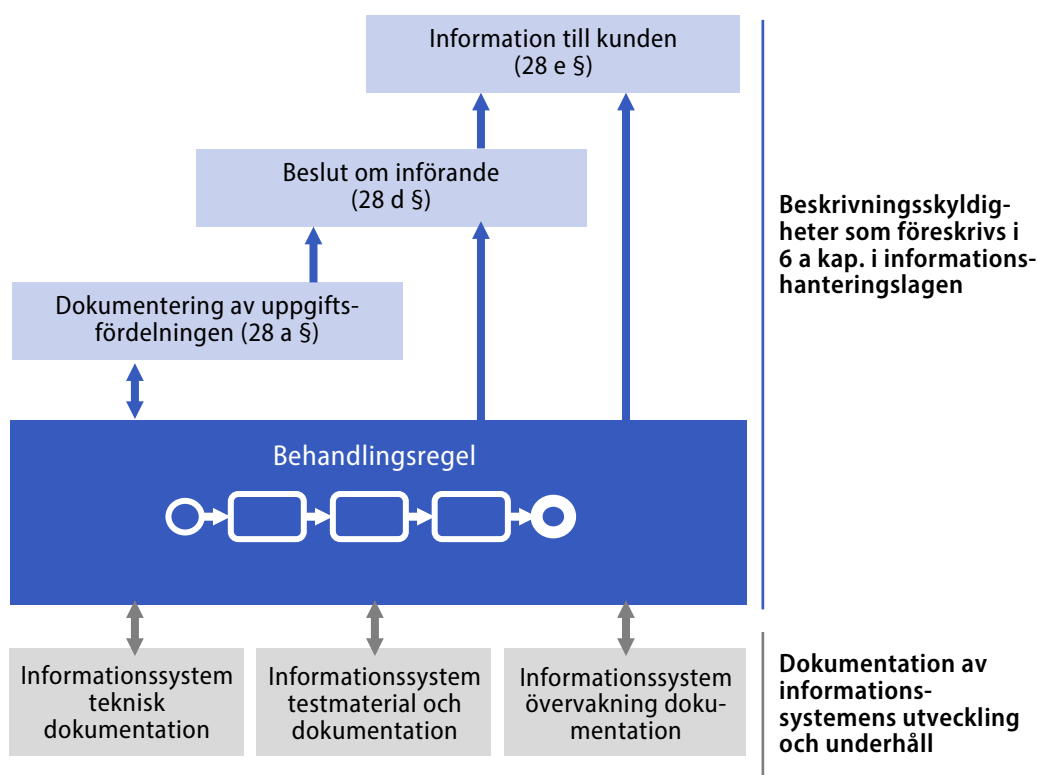 Information till kunden
(28 e §)
Beslut om införande
(28 d §)
Dokumentering av uppgifts-
fördelningen (28 a §)
Beskrivningsskyldig-
heter som föreskrivs i
6 a kap. i informations-
hanteringslagen
Behandlingsregel
Informationssystem
teknisk
dokumentation
Informationssystem
testmaterial och
dokumentation
Informationssystem
övervakning doku-
mentation
Dokumentation av
informations-
systemens utveckling
och underhåll